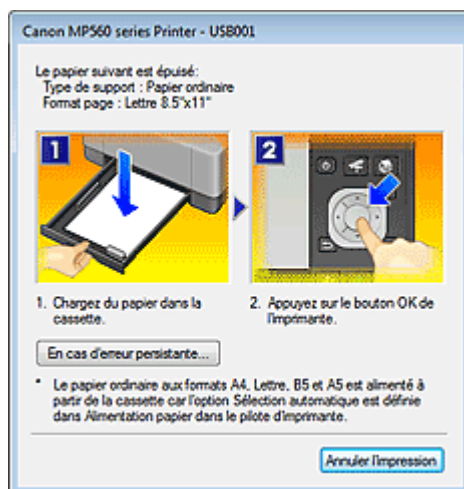 Canon MP560 series Printer - USB001
Le papier suivant est épuisé:
Type de support : Papier ordinaire
Format page : Lettre 8.5"x11"
1
2
1. Chargez du papier dans la
cassette.
2. Appuyez sur le bouton OK de
l'imprimante.
En cas d'erreur persistante...
* Le papier ordinaire aux formats A4, Lettre, B5 et A5 est alimenté à
partir de la cassette car l'option Sélection automatique est définie
dans Alimentation papier dans le pilote d'imprimante.
Annuler l'impression